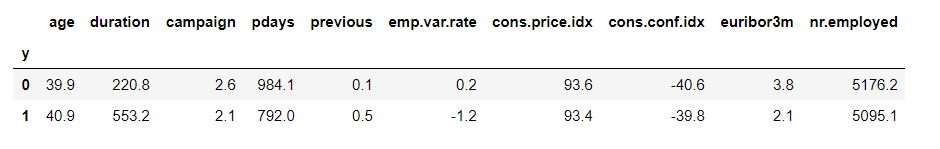 age duration campaign pdays previous emp.var.rate cons.price.idx cons.conf.idx euribor3m nr.employed
y
0 39.9 220.8 2.6 984.1 0.1 0.2 93.6 -40.6 3.8 5176.2
1 40.9 553.2 2.1 792.0 0.5 -1.2 93.4 -39.8 2.1 5095.1